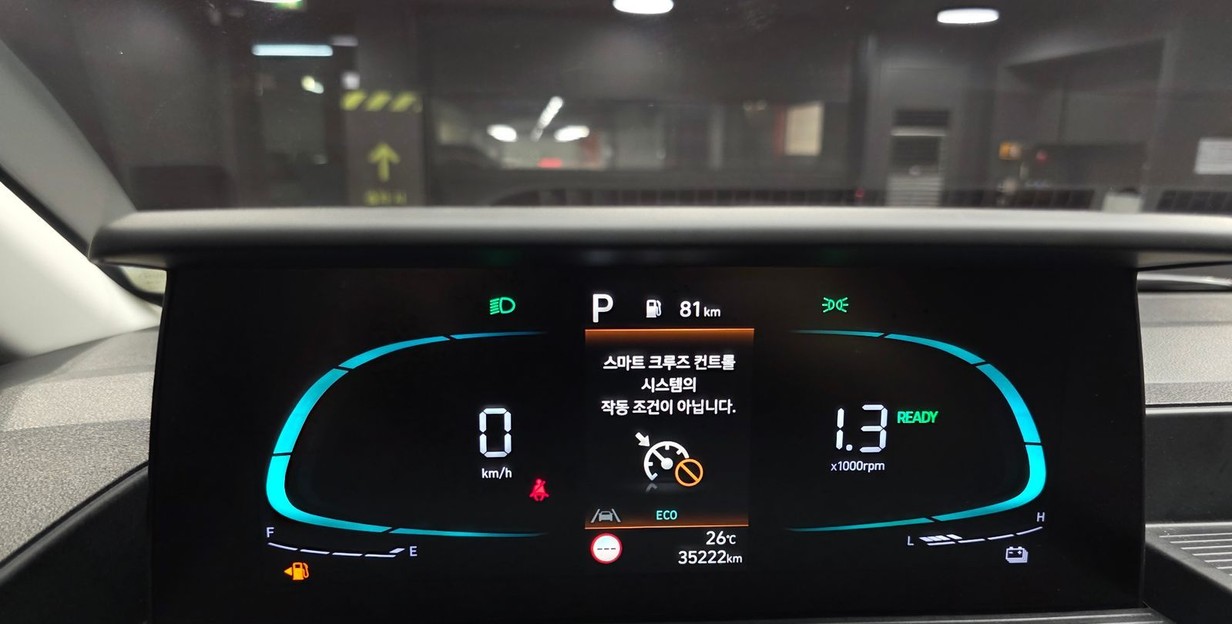 P 81km
스마트 크루즈 컨트롤
시스템의
작동 조건이 아닙니다.
0
km/h
1.3 READY
x1000rpm
ECO
F
E
L
H
---
26℃
35222km